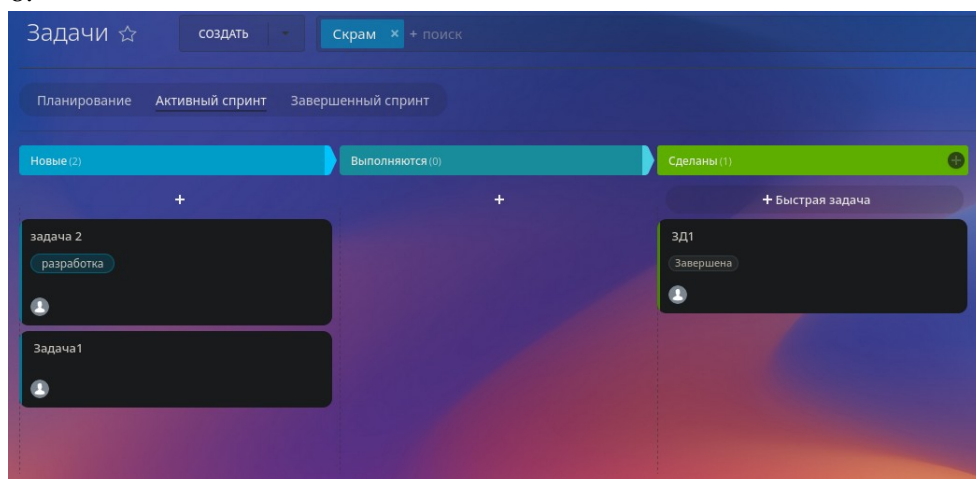 Задачи
СОЗДАТЬ
Скрам × + поиск
Планирование Активный спринт Завершенный спринт
Новые (2)
Выполняются (0)
Сделаны (1)
+ Быстрая задача
задача 2
разработка
Задача1
ЗД1
Завершена